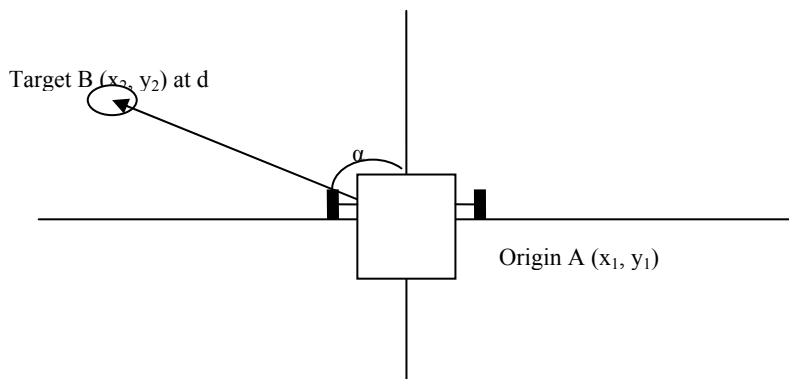 Target B (x₂, y₂) at d
α
Origin A (x₁, y₁)